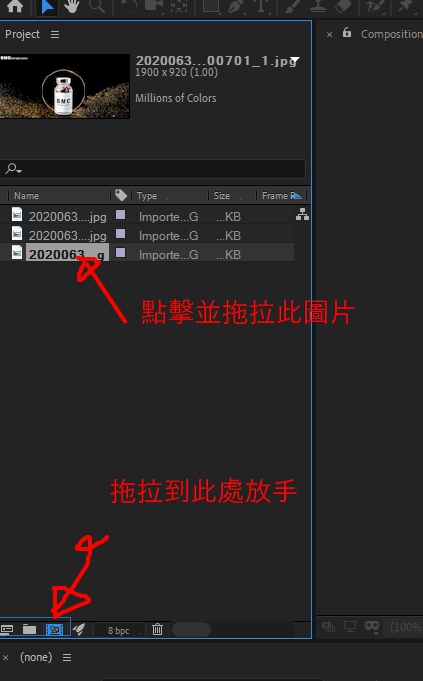 Project
Composition
2020063...00701_1.jpg
1900 x 920 (1.00)
Millions of Colors
BMC
Name Type Size Frame R
2020063....jpg Importe...G ...KB
2020063....jpg Importe...G ...KB
2020063...g Importe...G ...KB
點擊並拖拉此圖片
拖拉到此處放手
8 bpc
(100%
(none)